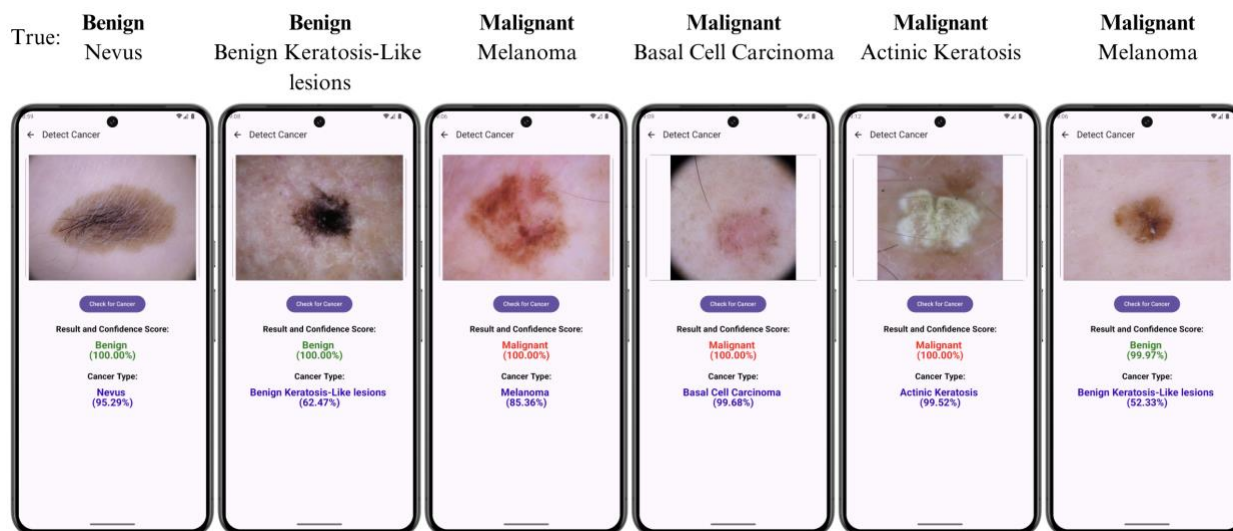 True:
Benign
Nevus
Benign
Benign Keratosis-Like
lesions
Malignant
Melanoma
Malignant
Basal Cell Carcinoma
Malignant
Actinic Keratosis
Malignant
Melanoma
Detect Cancer
Check for Cancer
Result and Confidence Score:
Benign
(100.00%)
Cancer Type:
Nevus
(95.29%)
Detect Cancer
Check for Cancer
Result and Confidence Score:
Benign
(100.00%)
Cancer Type:
Benign Keratosis-Like lesions
(62.47%)
Detect Cancer
Check for Cancer
Result and Confidence Score:
Malignant
(100.00%)
Cancer Type:
Melanoma
(85.36%)
Detect Cancer
Check for Cancer
Result and Confidence Score:
Malignant
(100.00%)
Cancer Type:
Basal Cell Carcinoma
(99.68%)
Detect Cancer
Check for Cancer
Result and Confidence Score:
Malignant
(100.00%)
Cancer Type:
Actinic Keratosis
(99.52%)
Detect Cancer
Check for Cancer
Result and Confidence Score:
Benign
(99.97%)
Cancer Type:
Benign Keratosis-Like lesions
(52.33%)